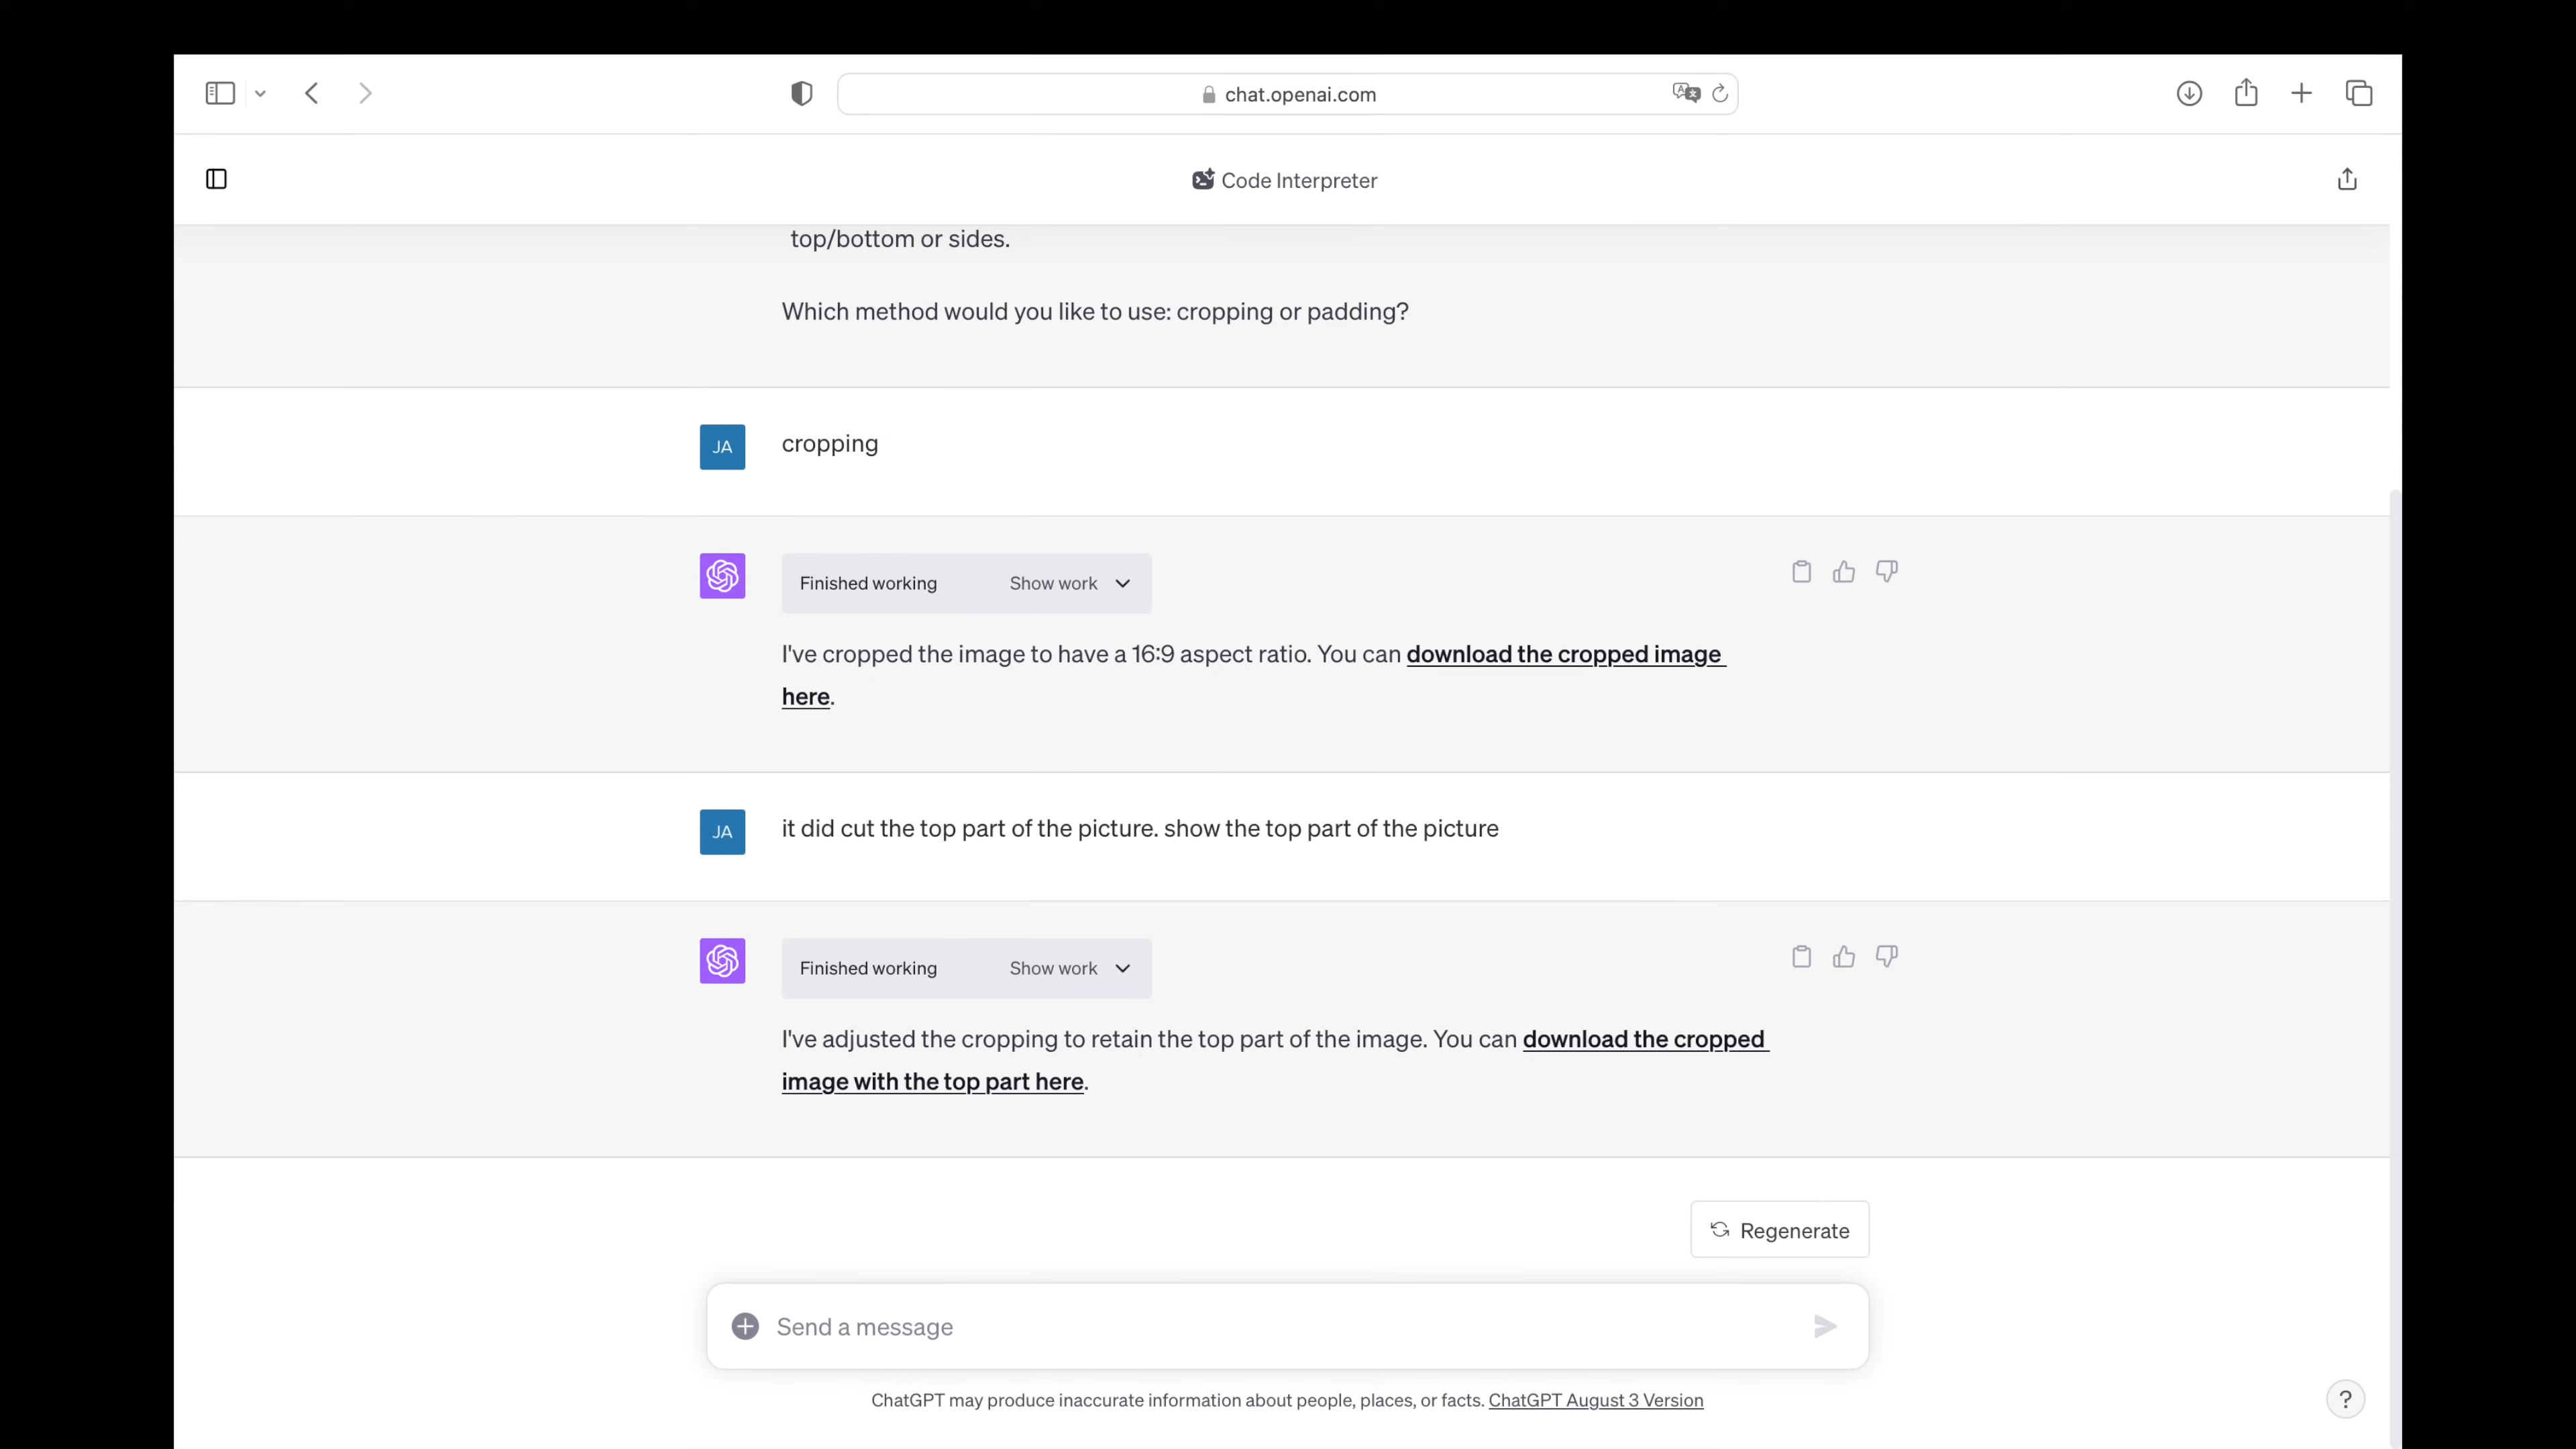 chat.openai.com
Code Interpreter
top/bottom or sides.
Which method would you like to use: cropping or padding?
JA
cropping
Finished working Show work
I've cropped the image to have a 16:9 aspect ratio. You can download the cropped image
here.
JA
it did cut the top part of the picture. show the top part of the picture
Finished working Show work
I've adjusted the cropping to retain the top part of the image. You can download the cropped
image with the top part here.
Regenerate
Send a message
ChatGPT may produce inaccurate information about people, places, or facts. ChatGPT August 3 Version
?